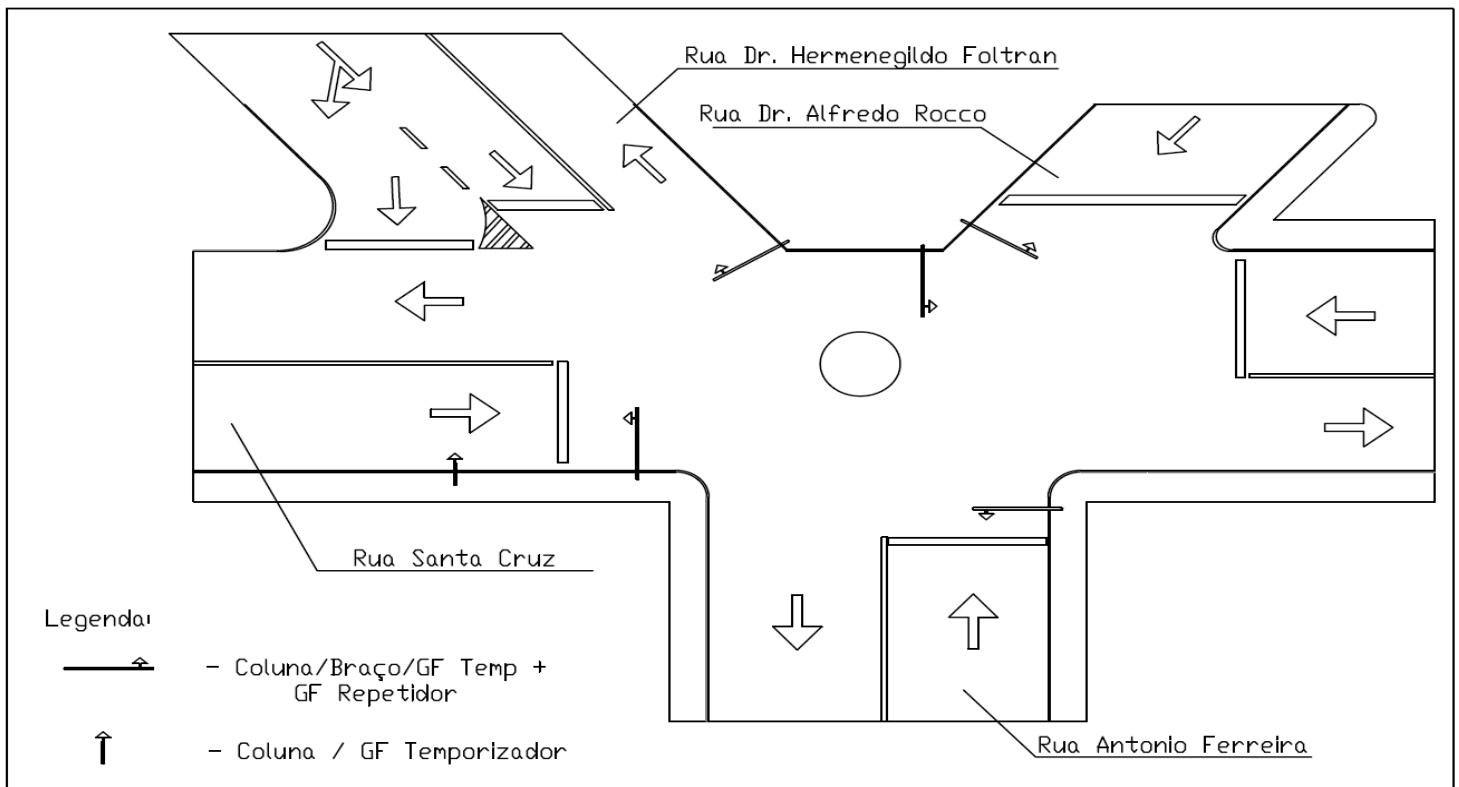 Rua Dr. Hermenegildo Foltran
Rua Dr. Alfredo Rocco
Rua Santa Cruz
Legenda:
- Coluna/Braço/GF Temp +
GF Repetidor
- Coluna / GF Temporizador
Rua Antonio Ferreira